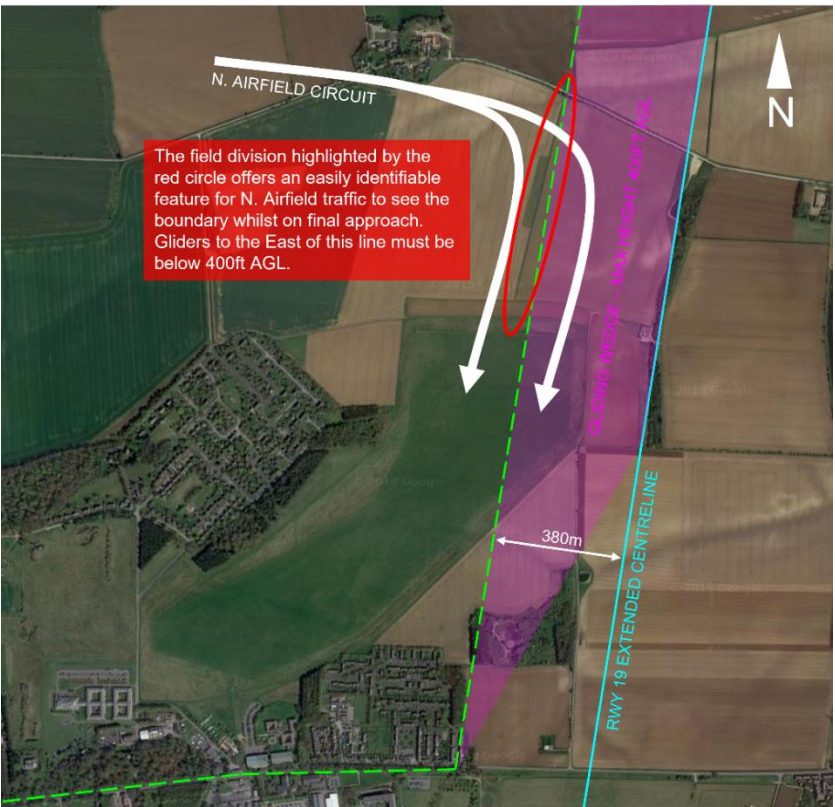 N. AIRFIELD CIRCUIT
N
The field division highlighted by the
red circle offers an easily identifiable
feature for N. Airfield traffic to see the
boundary whilst on final approach.
Gliders to the East of this line must be
below 400ft AGL.
GLIDING WEDGE - MAX HEIGHT 400FT AGL
380m
RWY 19 EXTENDED CENTRELINE
© 2019 Google